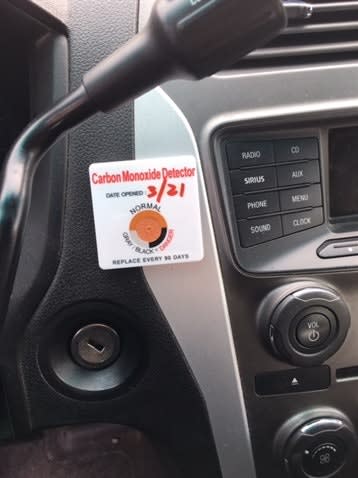 Carbon Monoxide Detector
DATE OPENED: 3/21
NORMAL
GRAY / BLACK = DANGER
REPLACE EVERY 90 DAYS
RADIO CD
SIRIUS AUX
PHONE MENU
SOUND CLOCK
VOL